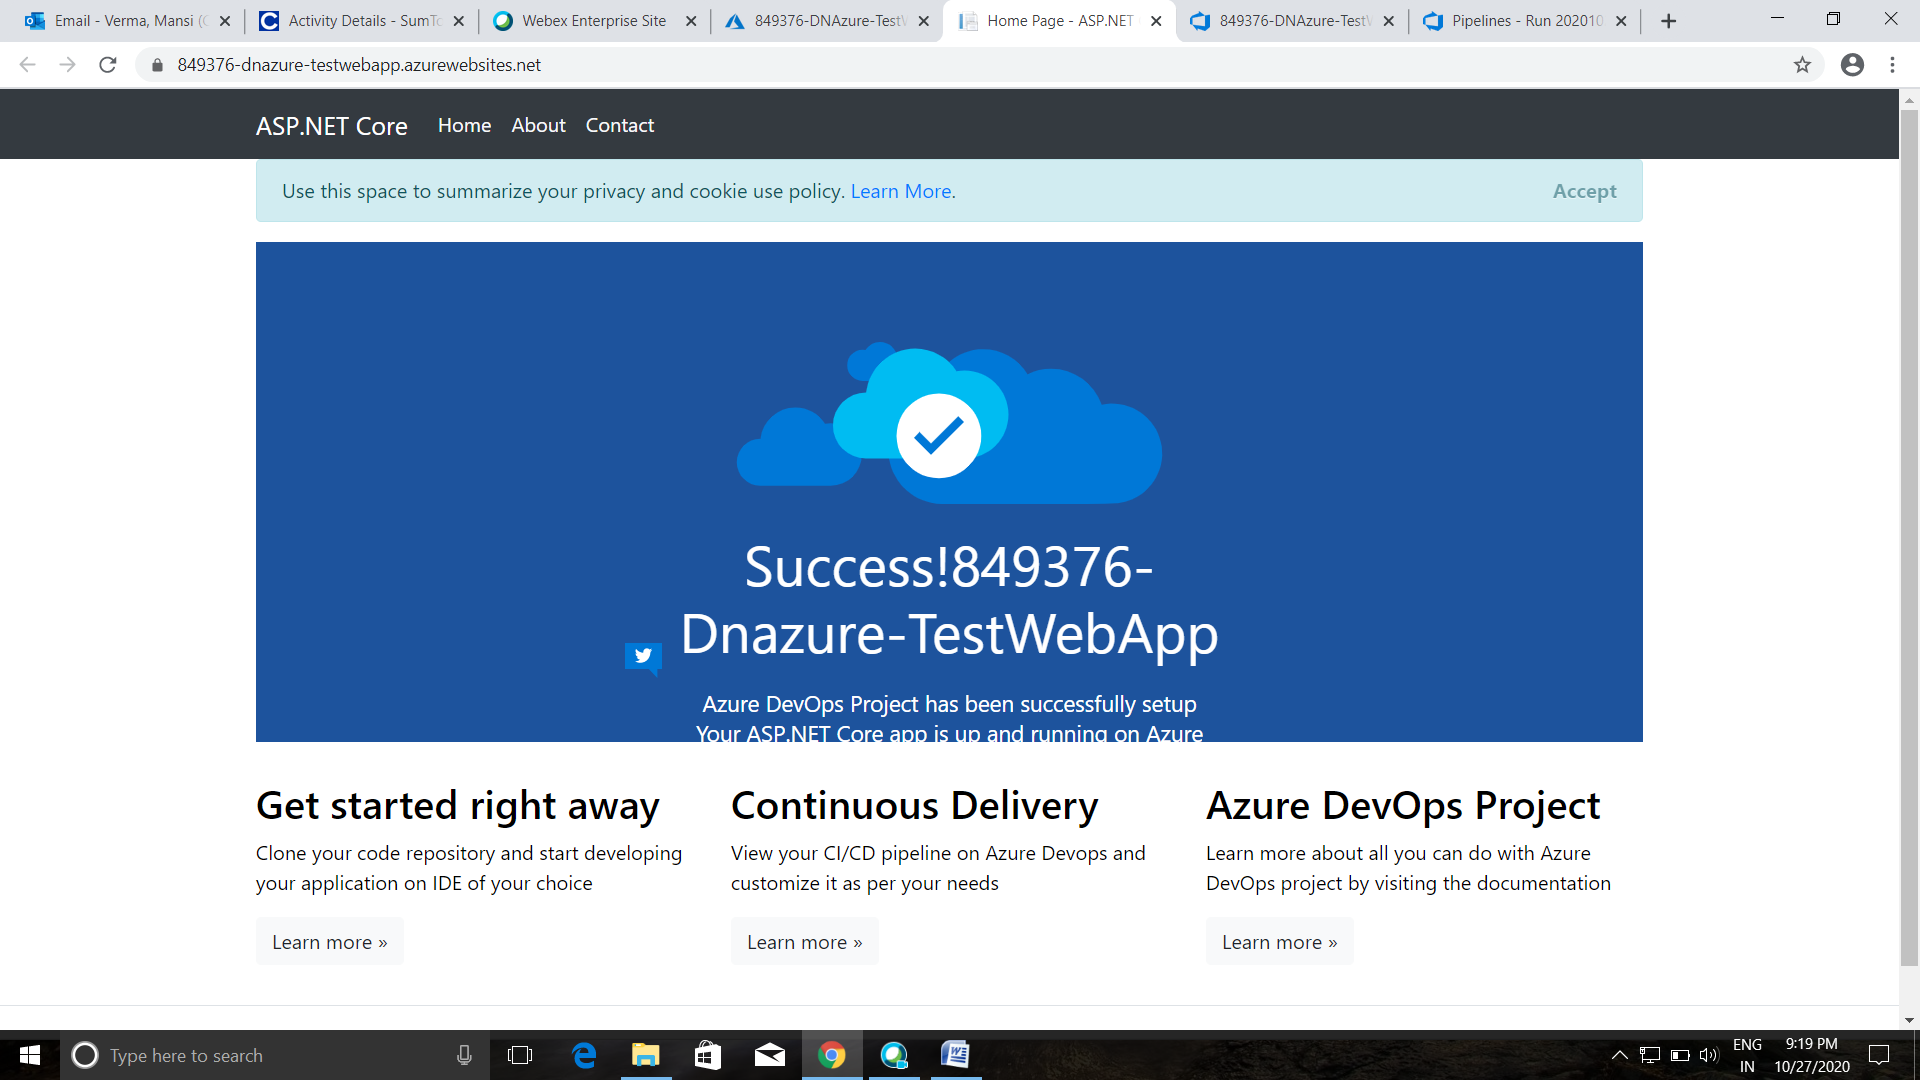 Email - Verma, Mansi (
Activity Details - SumTo
Webex Enterprise Site
849376-DNAzure-TestW
Home Page - ASP.NET
849376-DNAzure-TestW
Pipelines - Run 202010
849376-dnazure-testwebapp.azurewebsites.net
ASP.NET Core Home About Contact
Use this space to summarize your privacy and cookie use policy. Learn More. Accept
Success!849376-
Dnazure-TestWebApp
Azure DevOps Project has been successfully setup
Your ASP.NET Core app is up and running on Azure
Get started right away
Clone your code repository and start developing
your application on IDE of your choice
Learn more »
Continuous Delivery
View your CI/CD pipeline on Azure Devops and
customize it as per your needs
Learn more »
Azure DevOps Project
Learn more about all you can do with Azure
DevOps project by visiting the documentation
Learn more »
Type here to search
ENG
IN
9:19 PM
10/27/2020